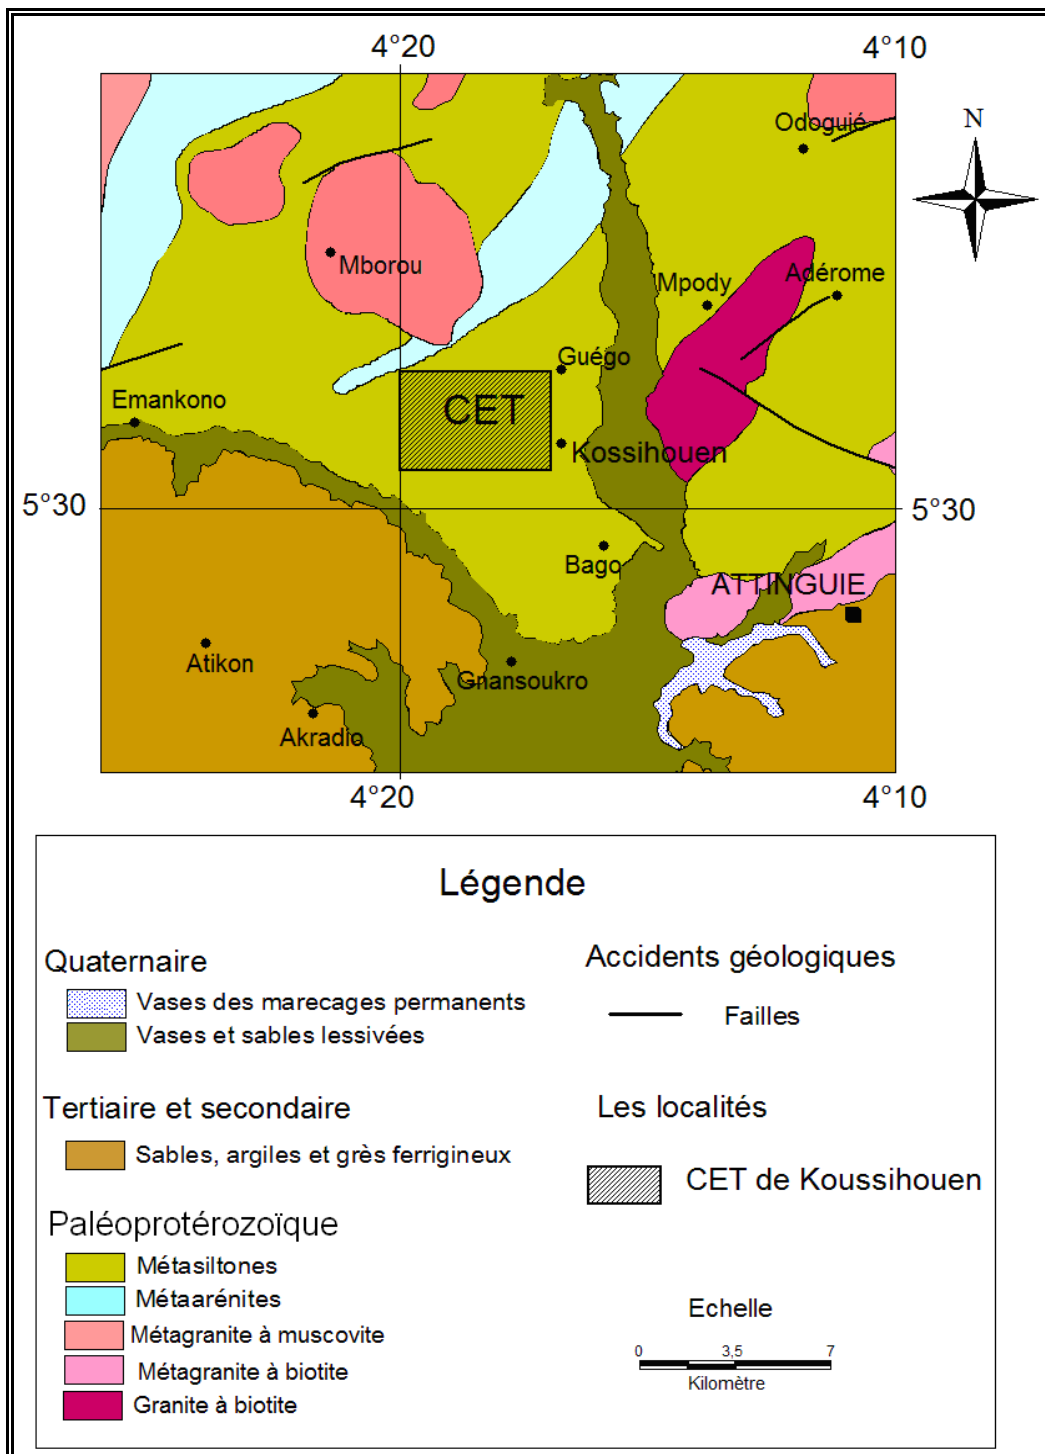 4°20 4°10
Odoguié
N
Mborou
Mpody
Adérome
Guégo
Emankono
CET
Kossihouen
5°30 5°30
Bago
ATTINGUIE
Atikon
Gnansoukro
Akradio
4°20 4°10
Légende
Quaternaire
Vases des marecages permanents
Vases et sables lessivées
Tertiaire et secondaire
Sables, argiles et grès ferrigineux
Paléoprotérozoïque
Métasiltones
Métaarénites
Métagranite à muscovite
Métagranite à biotite
Granite à biotite
Accidents géologiques
Failles
Les localités
CET de Koussihouen
Echelle
0 3,5 7
Kilomètre